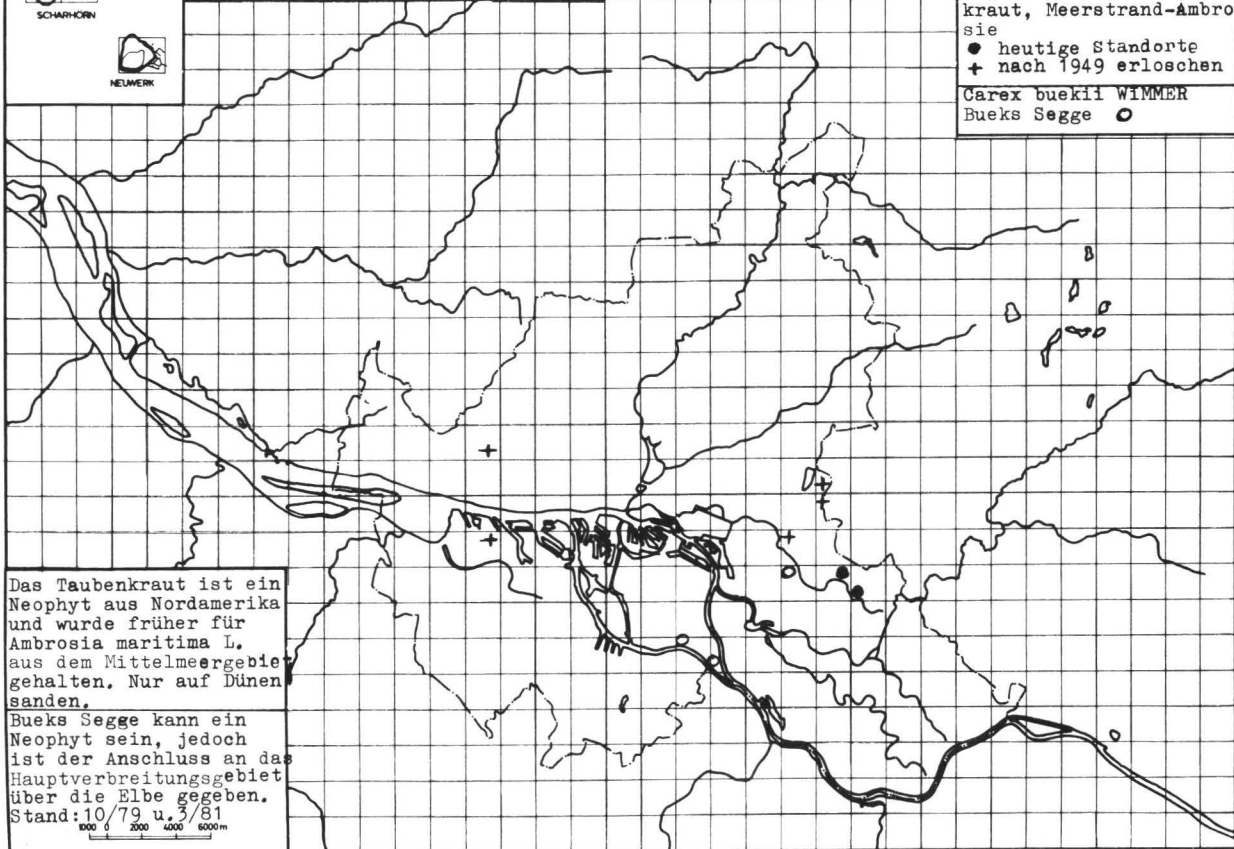 SCHARHÖRN
NEUWERK
kraut, Meerstrand-Ambro
sie
● heutige Standorte
+ nach 1949 erloschen
Carex buekii WIMMER
Bueks Segge O
Das Taubenkraut ist ein
Neophyt aus Nordamerika
und wurde früher für
Ambrosia maritima L.
aus dem Mittelmeergebiet
gehalten. Nur auf Dünen
sanden.
Bueks Segge kann ein
Neophyt sein, jedoch
ist der Anschluss an das
Hauptverbreitungsgebiet
über die Elbe gegeben.
Stand:10/79 u.3/81
1000 0 2000 4000 6000m